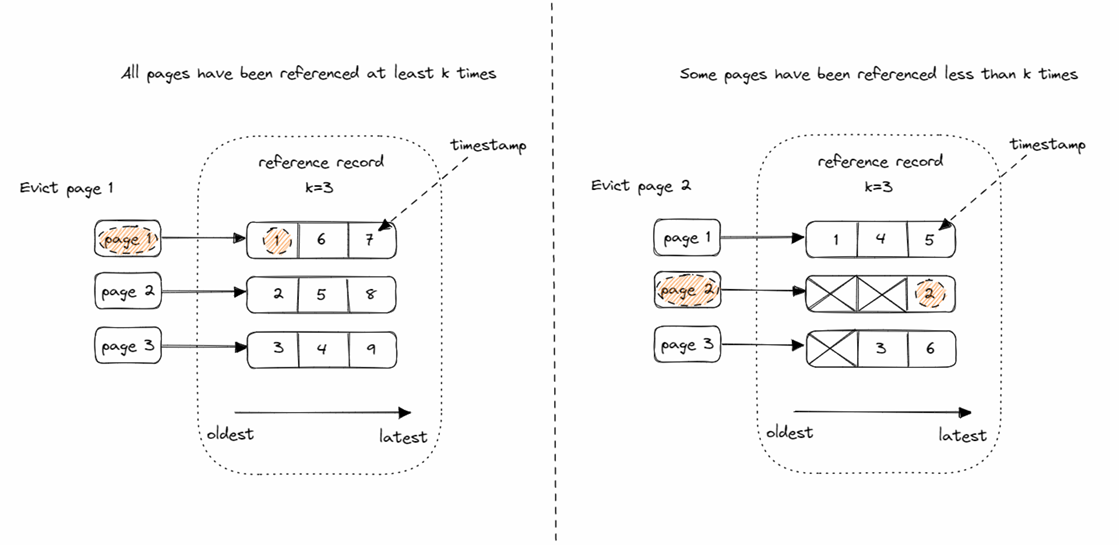 All pages have been referenced at least k times
timestamp
reference record
k=3
Evict page 1
page 1
1 6 7
page 2
2 5 8
page 3
3 4 9
oldest
latest
Some pages have been referenced less than k times
timestamp
reference record
k=3
Evict page 2
page 1
1 4 5
page 2
2
page 3
3 6
oldest
latest